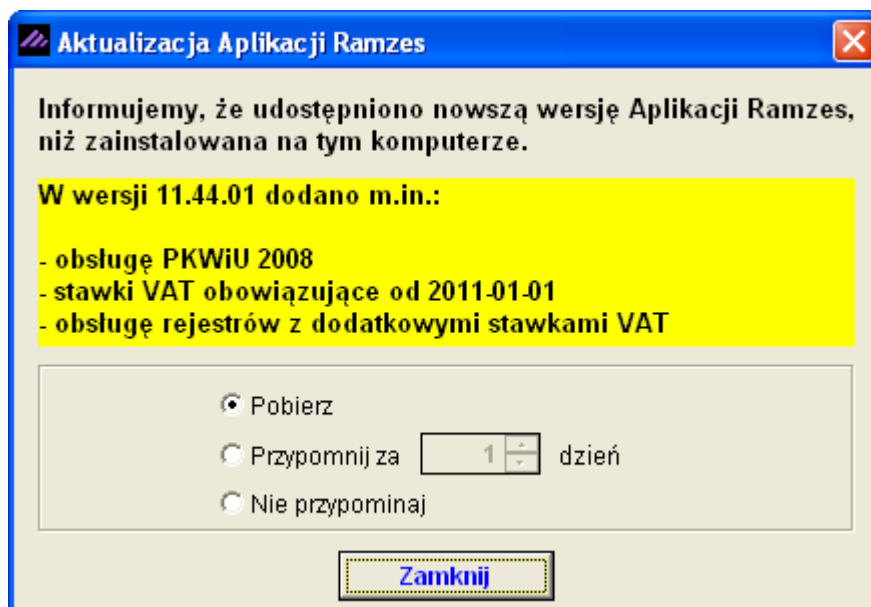 Aktualizacja Aplikacji Ramzes
Informujemy, że udostępniono nowszą wersję Aplikacji Ramzes,
niż zainstalowana na tym komputerze.
W wersji 11.44.01 dodano m.in.:
- obsługę PKWiU 2008
- stawki VAT obowiązujące od 2011-01-01
- obsługę rejestrów z dodatkowymi stawkami VAT
Pobierz
Przypomnij za 1 dzień
Nie przypominaj
Zamknij